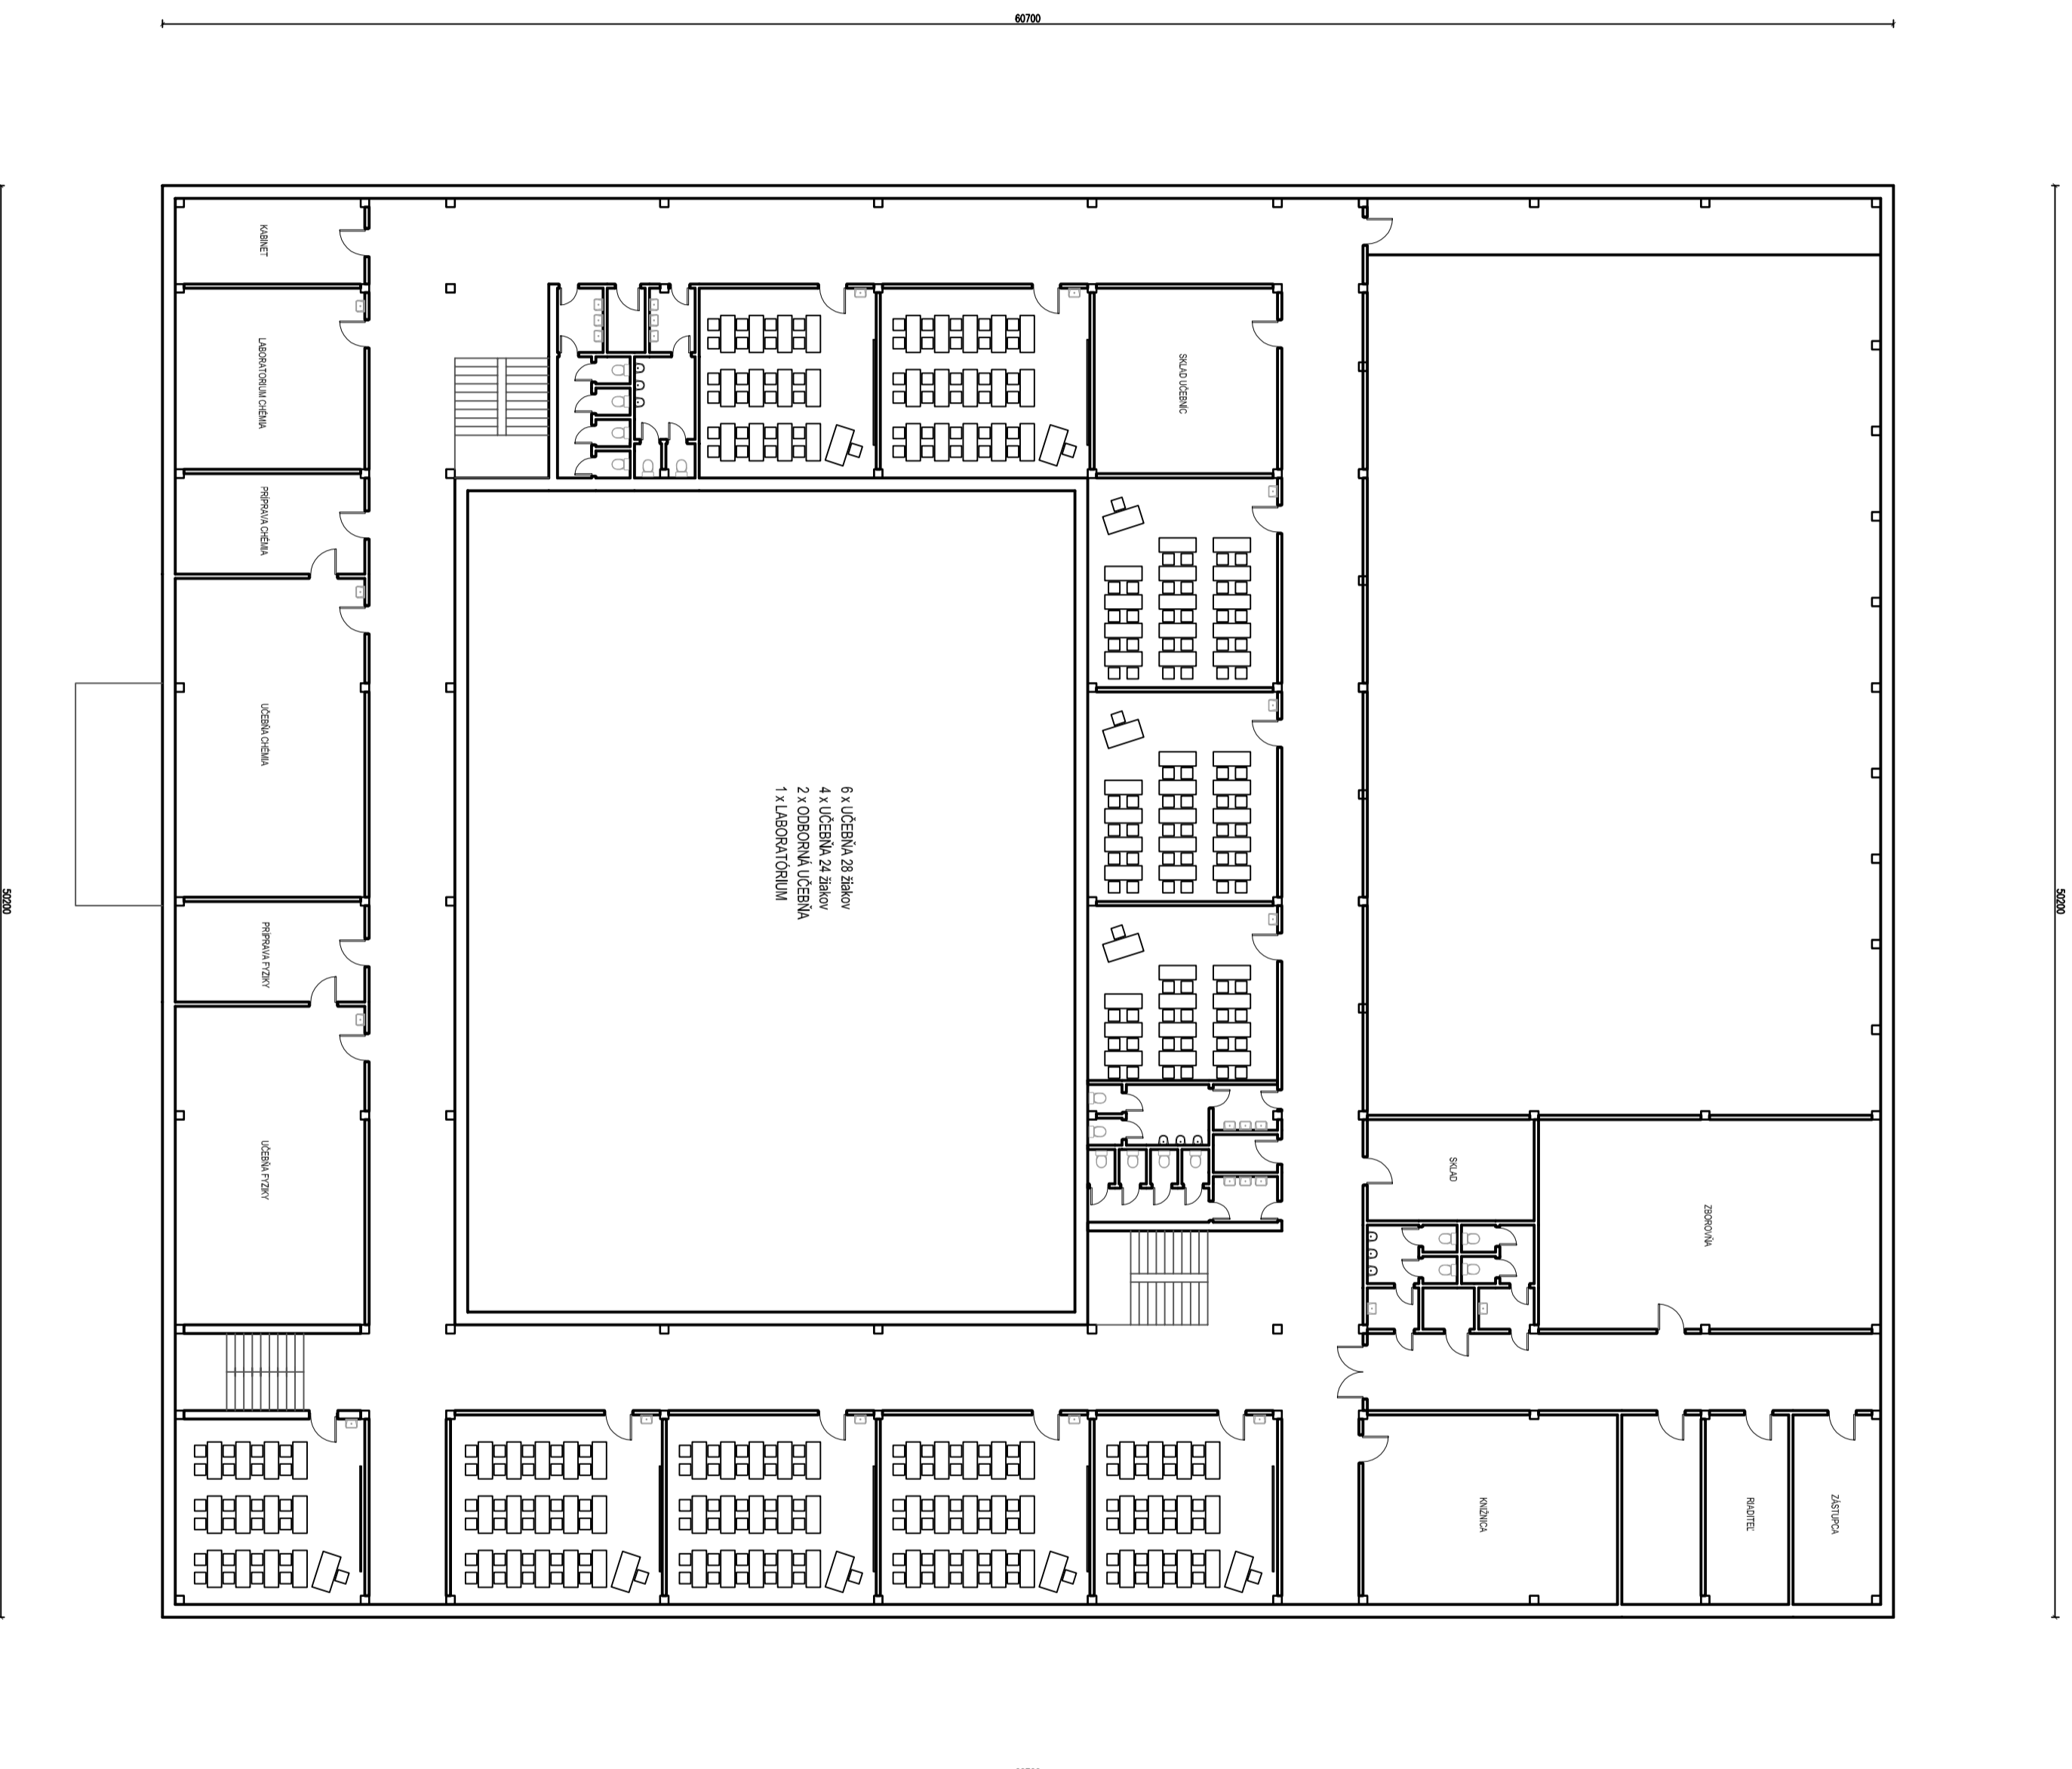 60700
50200
50200
KABINET
LABORATORIUM CHÉMIA
PRÍPRAVA CHÉMIA
UČEBŇA CHÉMIA
PRÍPRAVA FYZIKY
UČEBŇA FYZIKY
SKLAD UČEBNÍC
6 x UČEBŇA 28 žiakov
4 x UČEBŇA 24 žiakov
2 x ODBORNÁ UČEBŇA
1 x LABORATÓRIUM
SKLAD
ZBOROVŇA
KNIŽNICA
RIADITEĽ
ZÁSTUPCA